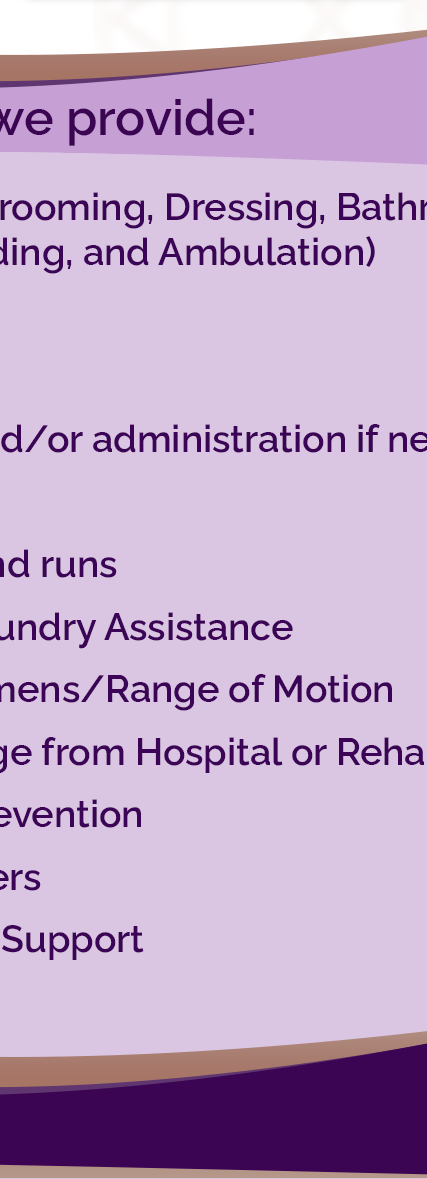 we provide:
rooming, Dressing, Bathr
ding, and Ambulation)
d/or administration if ne
nd runs
undry Assistance
mens/Range of Motion
ge from Hospital or Reha
evention
ers
Support